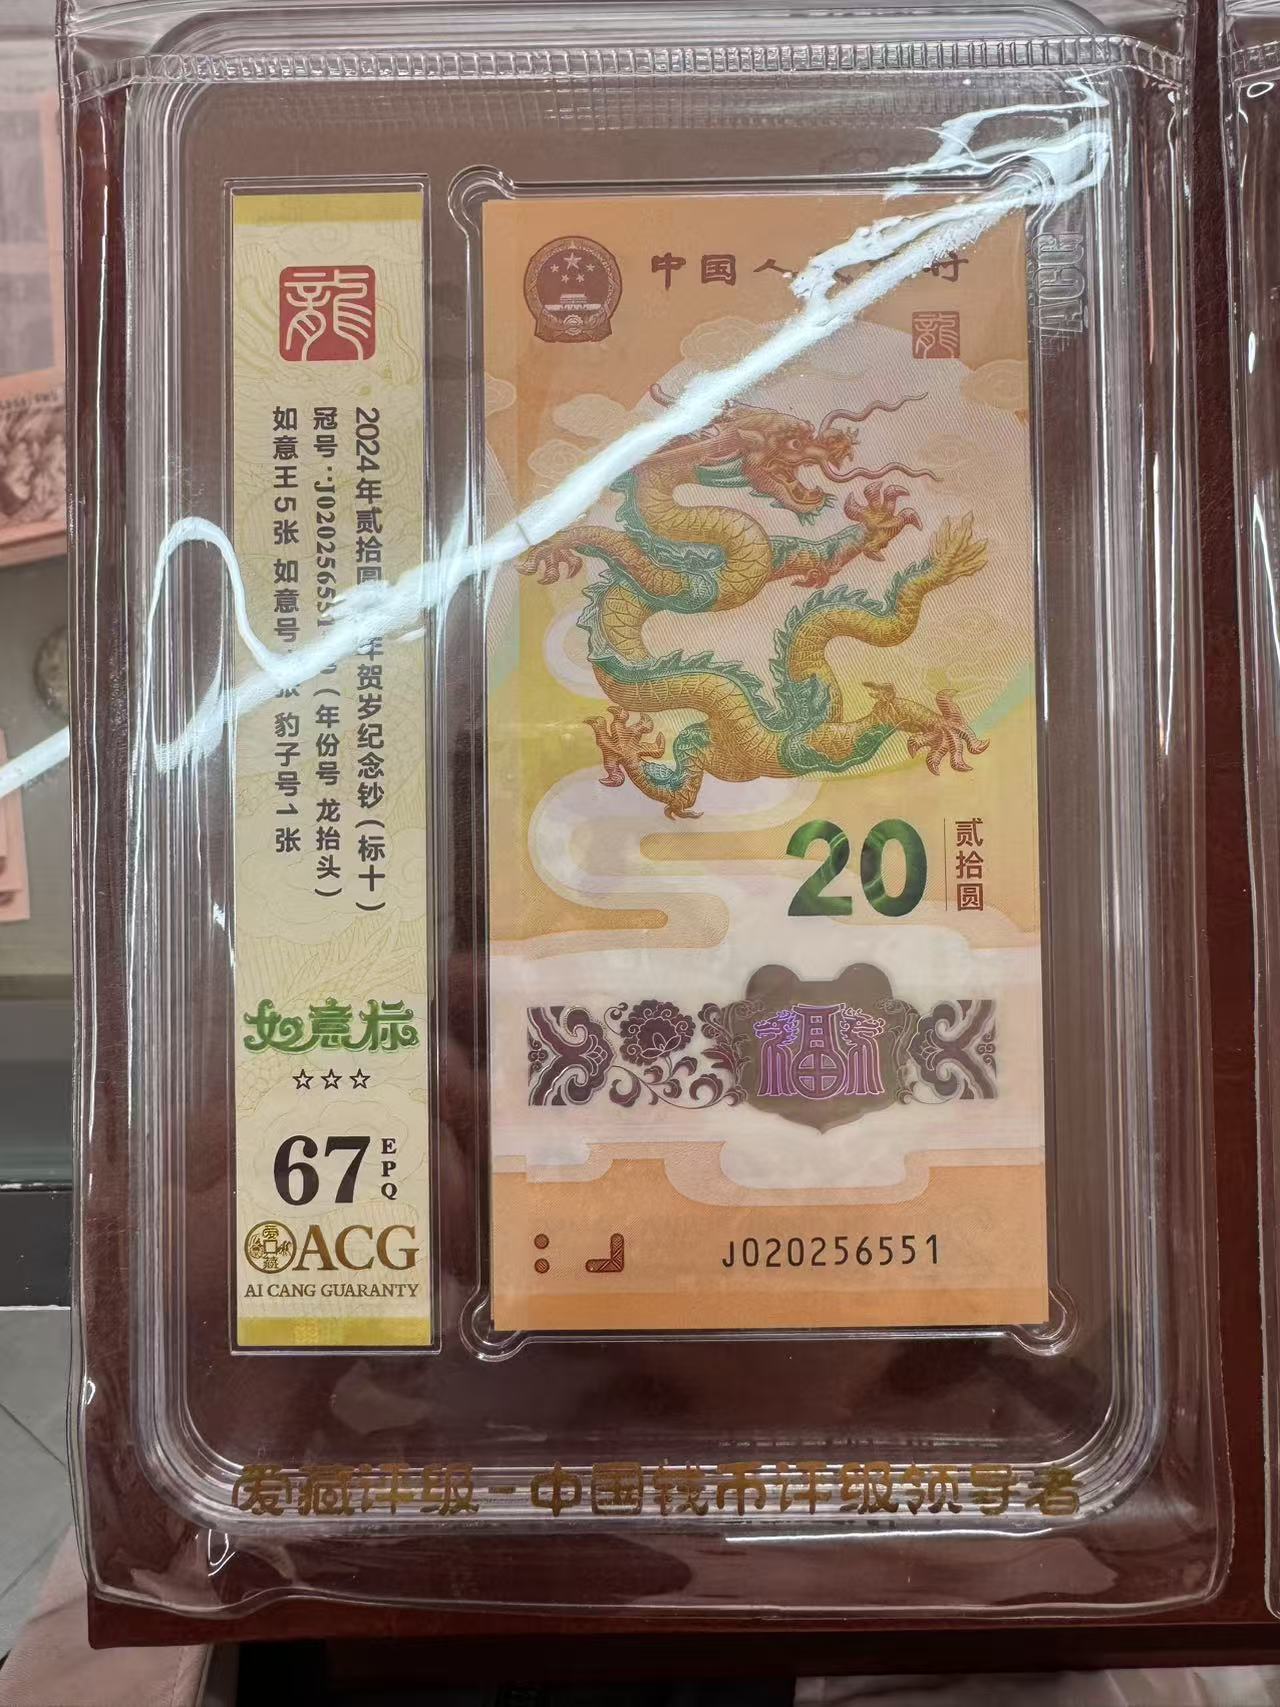 龍
2024年贰拾圆 年贺岁纪念钞(标十)
冠号:J020256551 0(年份号 龙抬头)
如意王5张 如意号 张 豹子号1张
如意标
☆☆☆
67 EPQ
ACG
AI CANG GUARANTY
中国人
龍
20
贰拾圆
福
J020256551
ACG
爱藏评级-中国钱币评级领导者